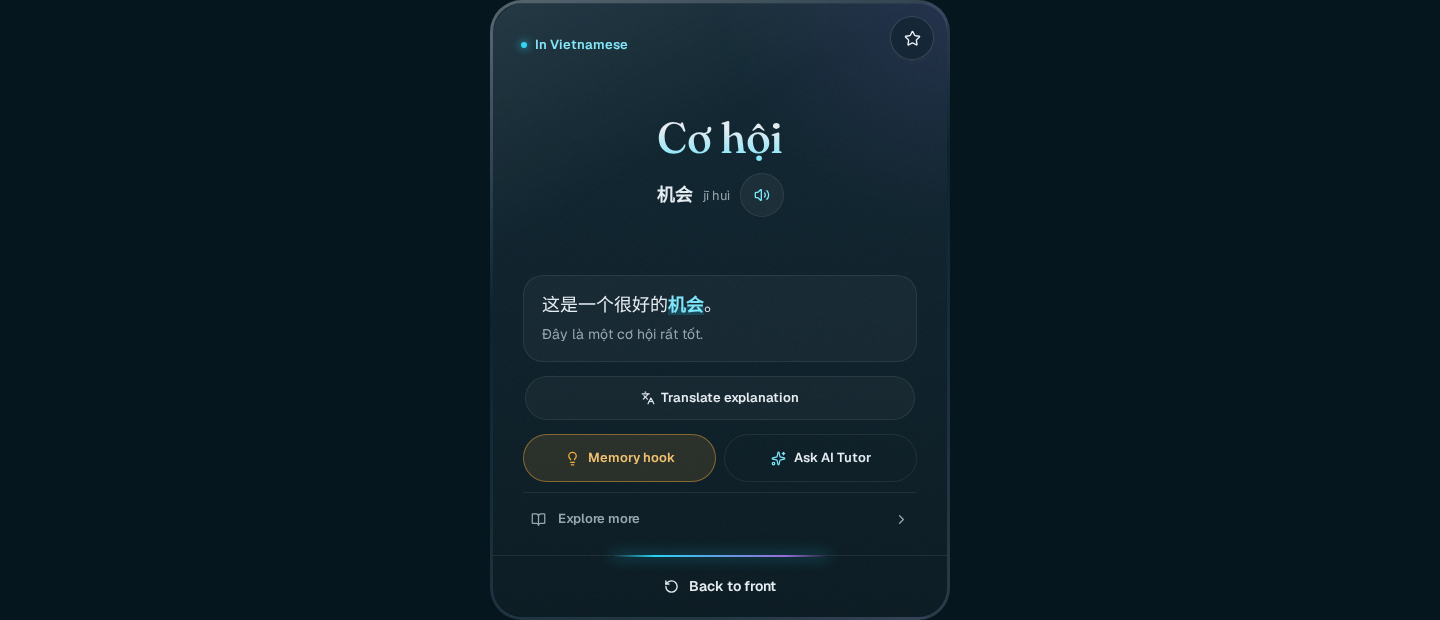 In Vietnamese
Cơ hội
机会 jī huì
这是一个很好的机会。
Đây là một cơ hội rất tốt.
Translate explanation
Memory hook
Ask AI Tutor
Explore more
Back to front